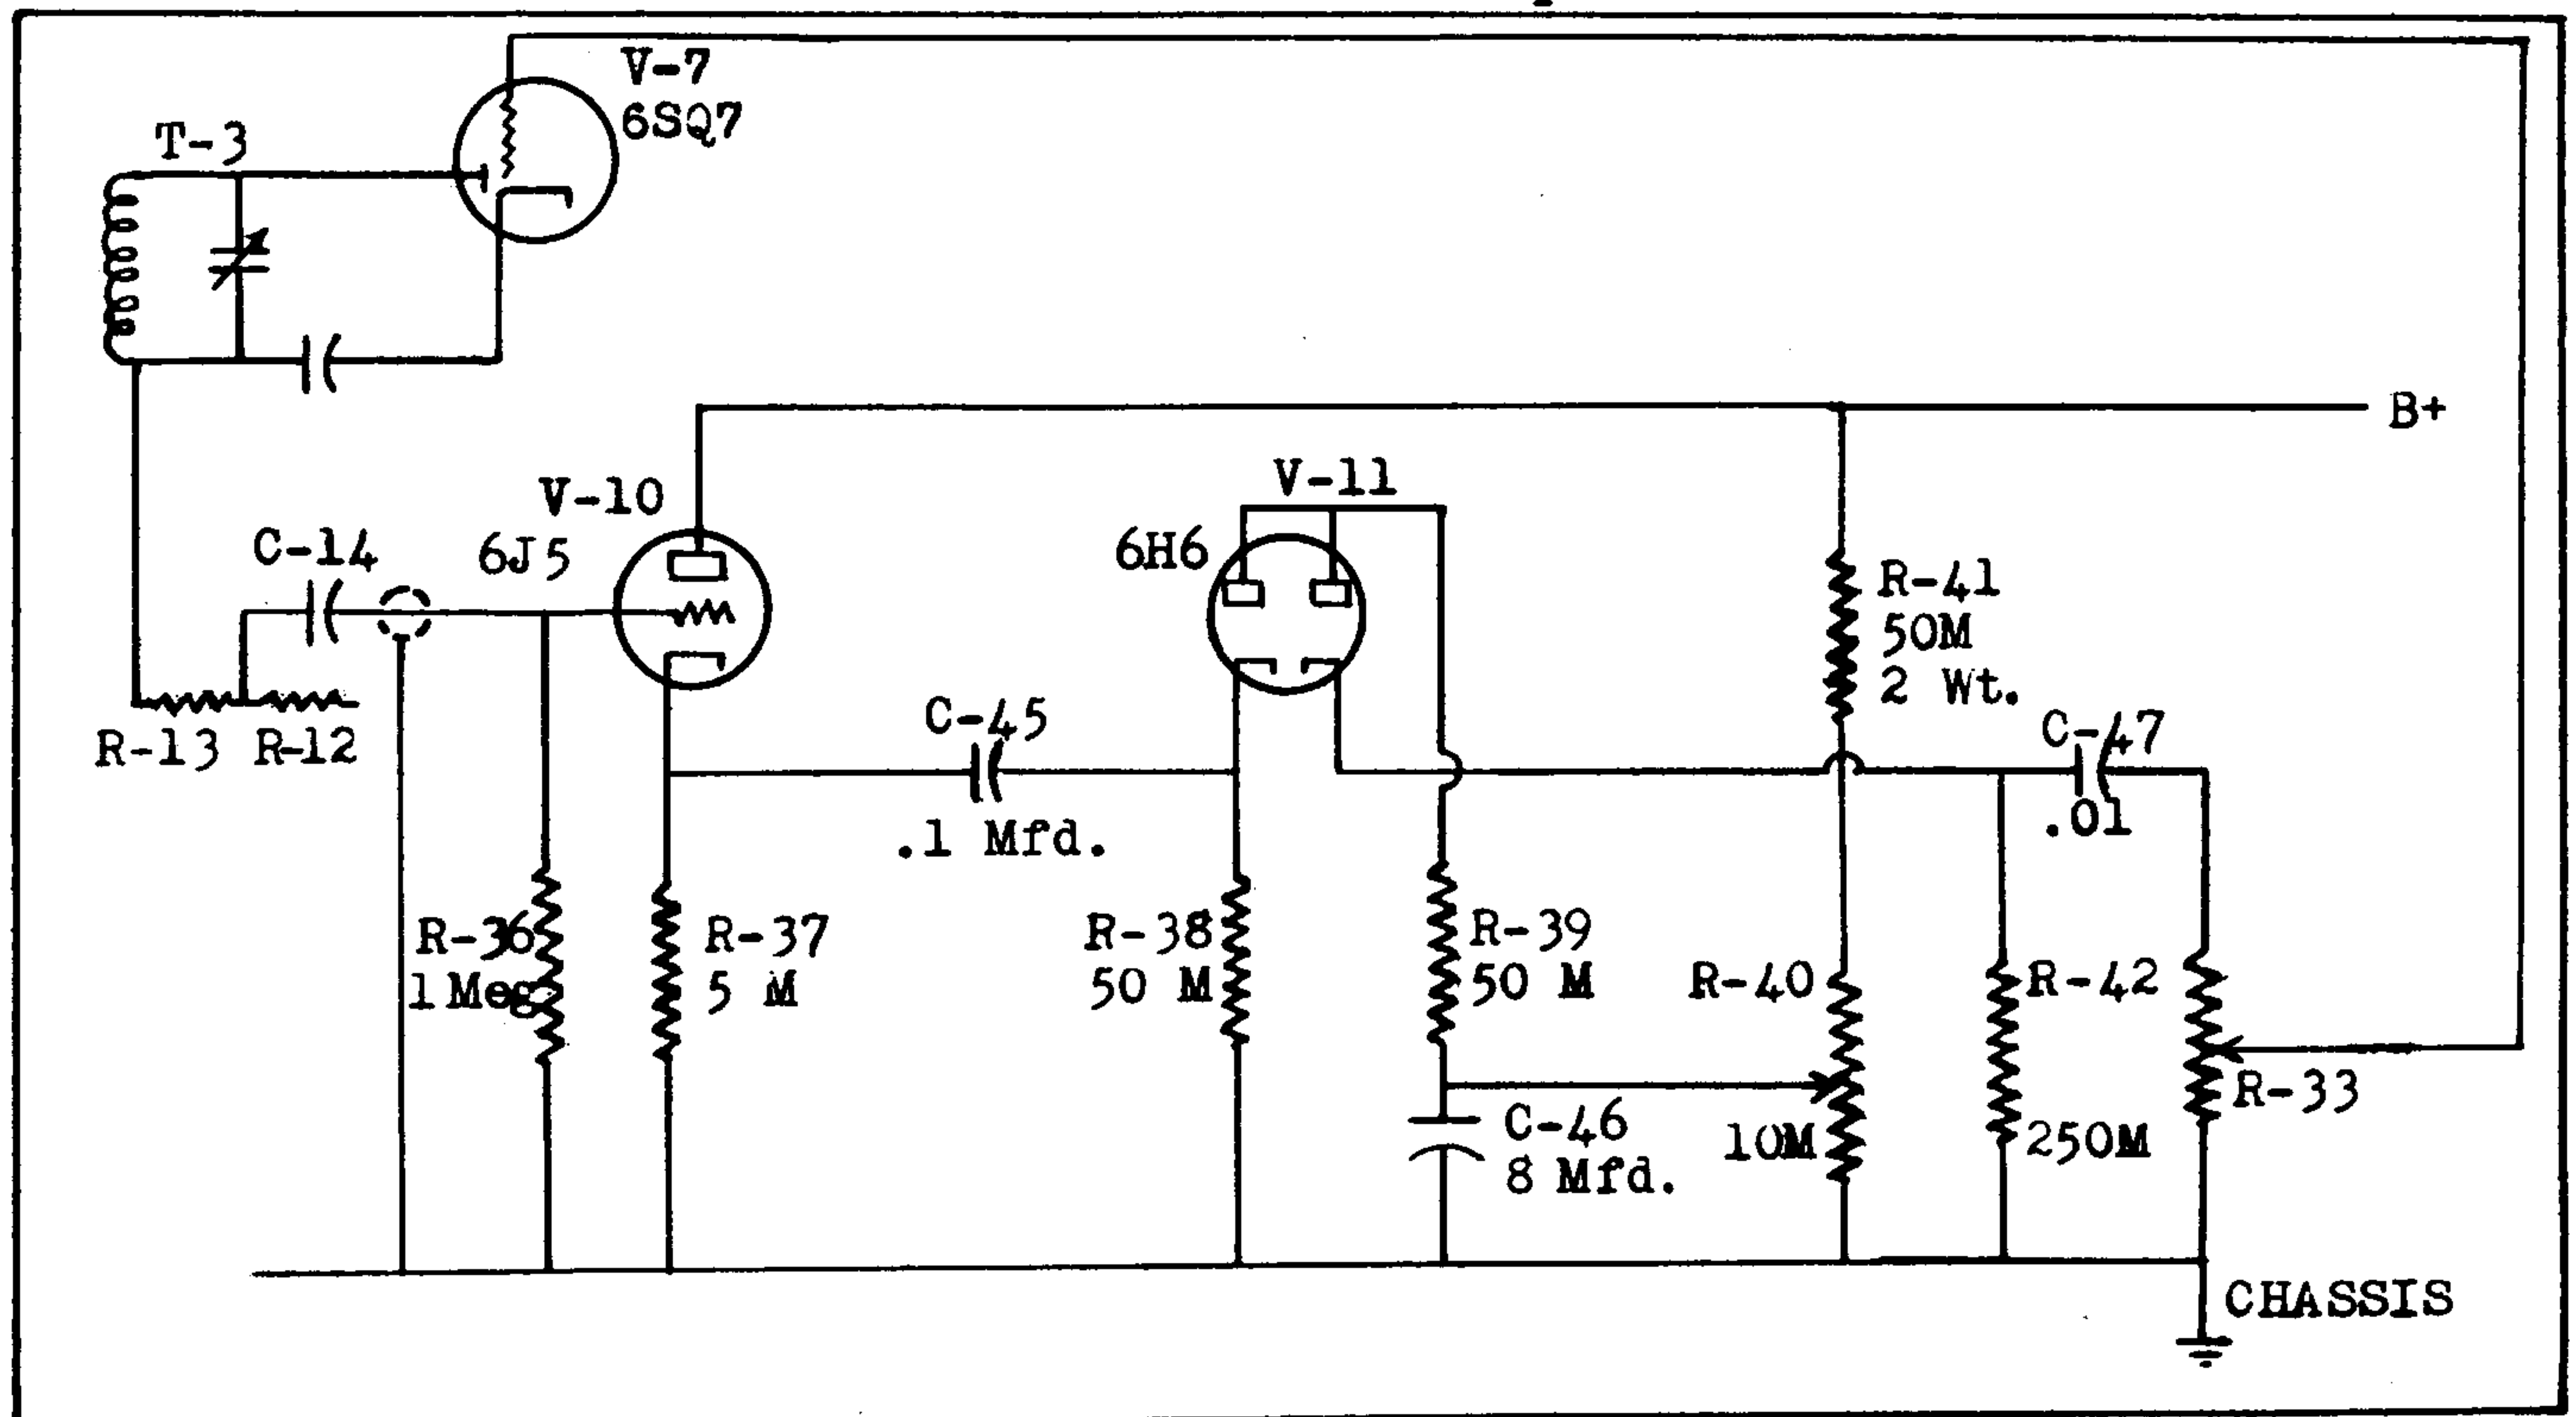 V-7
6SQ7
T-3
B+
V-10
6J5
V-11
6H6
C-14
R-41
50M
2 Wt.
R-13
R-12
C-45
.1 Mfd.
C-47
.01
R-36
1 Meg
R-37
5 M
R-38
50 M
R-39
50 M
R-40
10M
R-42
250M
R-33
C-46
8 Mfd.
CHASSIS